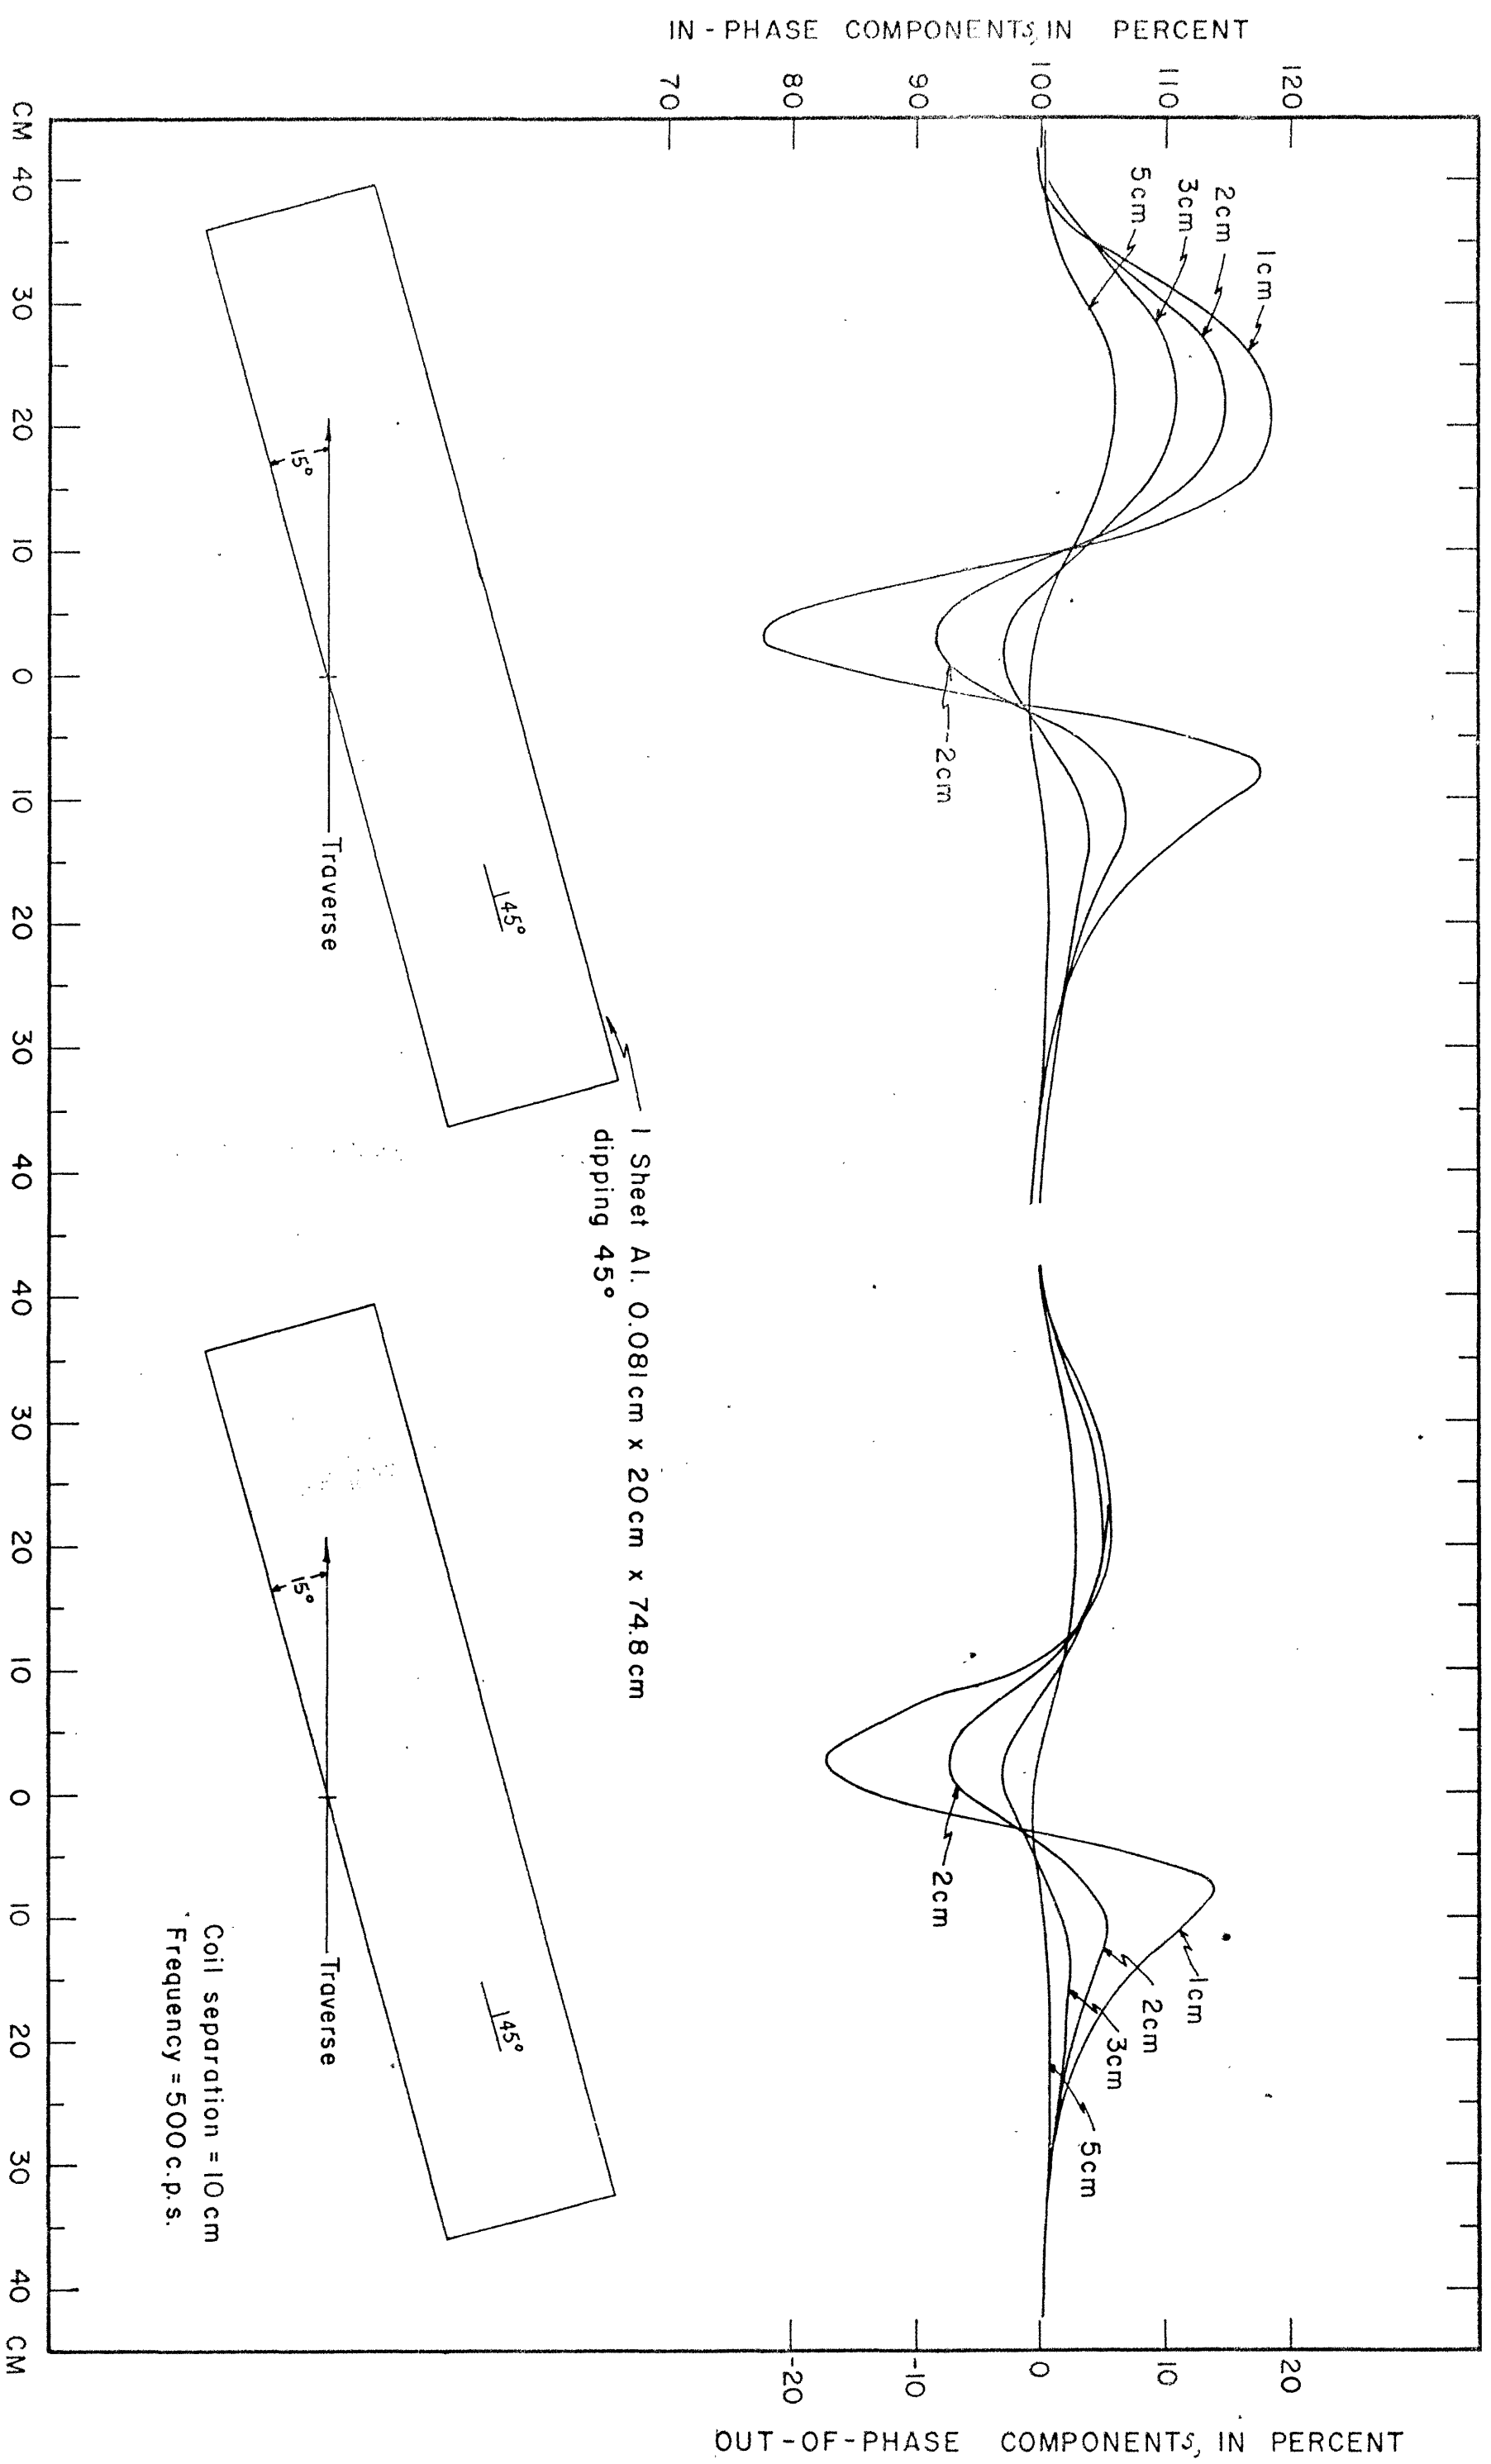 IN-PHASE COMPONENTS, IN PERCENT
70 80 90 100 110 120
5cm
3cm
2cm
1cm
2cm
15°
Traverse
45°
1 Sheet Al. 0.081cm x 20cm x 74.8cm
dipping 45°
1cm
2cm
3cm
5cm
2cm
15°
Traverse
45°
Coil separation = 10 cm
Frequency = 500 c.p.s.
CM 40 30 20 10 0 10 20 30 40 40 30 20 10 0 10 20 30 40 CM
-20 -10 0 10 20
OUT-OF-PHASE COMPONENTS, IN PERCENT